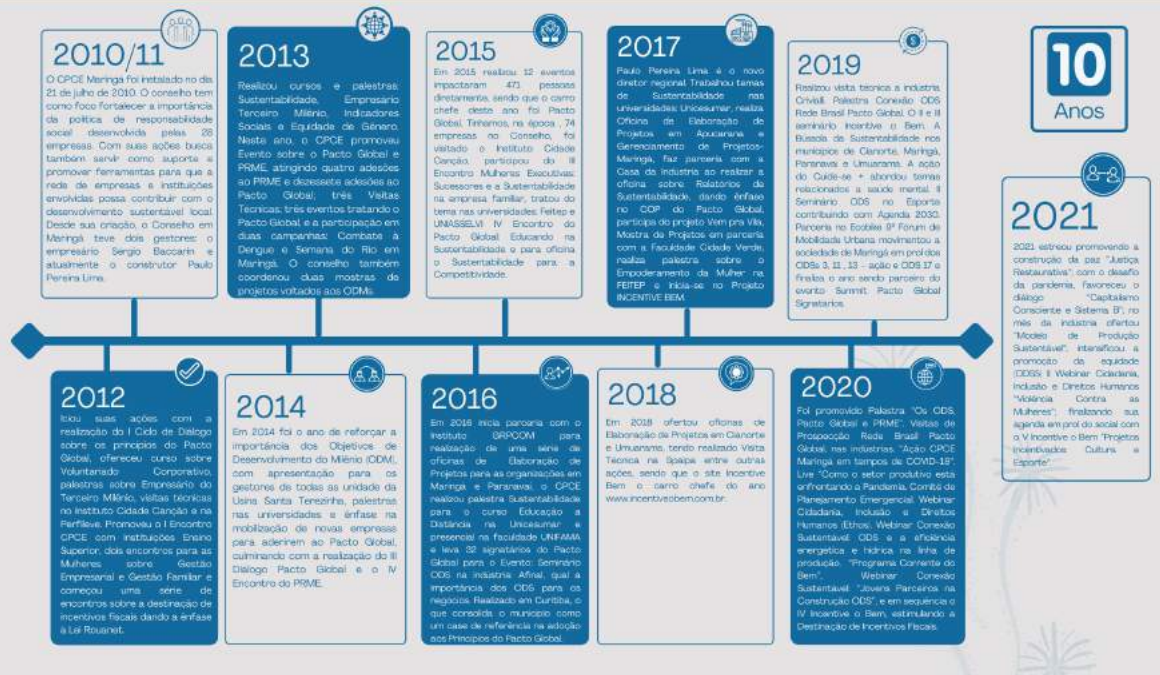 2010/11
O CPCE Maringá foi instalado no dia
21 de julho de 2010. O conselho tem
como foco fortalecer a importância
da política de responsabilidade
social desenvolvida pelas 28
empresas. Com suas ações busca
também servir como suporte e
promover ferramentas para que a
rede de empresas e instituições
envolvidas possa contribuir com o
desenvolvimento sustentável local.
Desde sua criação, o Conselho em
Maringá teve dois gestores: o
empresário Sergio Baccarin e
atualmente o construtor Paulo
Pereira Lima.
2012
Iciou suas ações com a
realização do I Ciclo de Diálogo
sobre os princípios do Pacto
Global, ofereceu curso sobre
Voluntariado Corporativo,
palestras sobre Empresário do
Terceiro Milênio, visitas técnicas
no Instituto Cidade Canção e na
Perfileve. Promoveu o I Encontro
CPCE com Instituições Ensino
Superior, dois encontros para as
Mulheres sobre Gestão
Empresarial e Gestão Familiar e
começou uma série de
encontros sobre a destinação de
incentivos fiscais dando a ênfase
à Lei Rouanet.
2013
Realizou cursos e palestras:
Sustentabilidade, Empresário
Terceiro Milênio, Indicadores
Sociais e Equidade de Gênero.
Neste ano, o CPCE promoveu
Evento sobre o Pacto Global e
PRME, atingindo quatro adesões
ao PRME e dezessete adesões ao
Pacto Global; três Visitas
Técnicas; três eventos tratando o
Pacto Global e a participação em
duas campanhas: Combate à
Dengue e Semana do Rio em
Maringá. O conselho também
coordenou duas mostras de
projetos voltados aos ODMs.
2014
Em 2014 foi o ano de reforçar a
importância dos Objetivos de
Desenvolvimento do Milênio (ODM),
com apresentação para os
gestores de todas as unidade da
Usina Santa Terezinha, palestras
nas universidades e ênfase na
mobilização de novas empresas
para aderirem ao Pacto Global,
culminando com a realização do III
Dialogo Pacto Global e o IV
Encontro do PRME.
2015
Em 2015 realizou 12 eventos
impactaram 471 pessoas
diretamente, sendo que o carro
chefe deste ano foi Pacto
Global. Tínhamos, na época , 74
empresas no Conselho, foi
visitado o Instituto Cidade
Canção, participou do III
Encontro Mulheres Executivas:
Sucessores e a Sustentabilidade
na empresa familiar, tratou do
tema nas universidades: Feitep e
UNIASSELVI IV Encontro do
Pacto Global: Educando na
Sustentabilidade e para oficina
o Sustentabilidade para a
Competitividade.
2016
Em 2016 inicia parceria com o
Instituto GRPCOM para
realização de uma série de
oficinas de Elaboração de
Projetos para as organizações em
Maringa e Paranavaí, o CPCE
realizou palestra Sustentabilidade
para o curso Educação a
Distância na Unicesumar e
presencial na faculdade UNIFAMA
e leva 32 signatários do Pacto
Global para o Evento: Seminário
ODS na indústria: Afinal, qual a
importância dos ODS para os
negocios. Realizado em Curitiba, o
que consolida o município como
um case de referência na adoção
aos Princípios do Pacto Global.
2017
Paulo Pereira Lima é o novo
diretor regional. Trabalhou temas
de Sustentabilidade nas
universidades: Unicesumar, realiza
Oficina de Elaboração de
Projetos em Apucarana e
Gerenciamento de Projetos-
Maringá, faz parceria com a
Casa da Indústria ao realizar a
oficina sobre Relatorios de
Sustentabilidade, dando ênfase
no COP do Pacto Global,
participa do projeto Vem pra Vila,
Mostra de Projetos em parceria
com a Faculdade Cidade Verde,
realiza palestra sobre o
Empoderamento da Mulher na
FEITEP e inicia-se no Projeto
INCENTIVE BEM.
2018
Em 2018 ofertou oficinas de
Elaboração de Projetos em Cianorte
e Umuarama, tendo realizado Visita
Técnica na Spaipa entre outras
ações, sendo que o site Incentive
Bem o carro chefe do ano
www.incentiveobem.com.br.
2019
Realizou visita técnica a industria
Crivialli. Palestra Conexão ODS
Rede Brasil Pacto Global. O II e III
seminário Incentive o Bem. A
Bússola da Sustentabilidade nos
municípios de Cianorte, Maringá,
Paranavaí e Umuarama. A ação
do Cuide-se + abordou temas
relacionados a saúde mental. II
Seminário ODS no Esporte
contribuindo com Agenda 2030.
Parceria no Ecobike 9º Fórum de
Mobilidade Urbana movimentou a
sociedade de Maringá em prol dos
ODSs 3, 11 , 13 – ação e ODS 17 e
finaliza o ano sendo parceiro do
evento Summit Pacto Global
Signatarios.
2020
Foi promovido Palestra "Os ODS,
Pacto Global e PRME". Visitas de
Prospecção Rede Brasil Pacto
Global, nas indústrias. "Ação CPCE
Maringá em tampos de COVID-19".
Live "Como o setor produtivo está
enfrentando a Pandemia. Comitê de
Planejamento Emergencial. Webinar
Cidadania, Inclusão e Direitos
Humanos (Ethos). Webinar Conexão
Sustentável: ODS e a eficiência
energetica e hidrica na linha de
produção. "Programa Corrente do
Bem". Webinar Conexão
Sustentável: "Jovens Parceiros na
Construção ODS", e em sequência o
IV Incentive o Bem, estimulando a
Destinação de Incentivos Fiscais.
10
Anos
2021
2021 estreou promovendo a
construção da paz "Justiça
Restaurativa"; com o desafio
da pandemia, favoreceu o
diálogo "Capitalismo
Consciente e Sistema B"; no
mês da indústria ofertou
"Modelo de Produção
Sustentável", intensificou a
promoção da equidade
(ODS5) II Webinar Cidadania,
Inclusão e Direitos Humanos
"Violência Contra as
Mulheres"; finalizando sua
agenda em prol do social com
o V Incentive o Bem "Projetos
Incentivados Cultura e
Esporte".